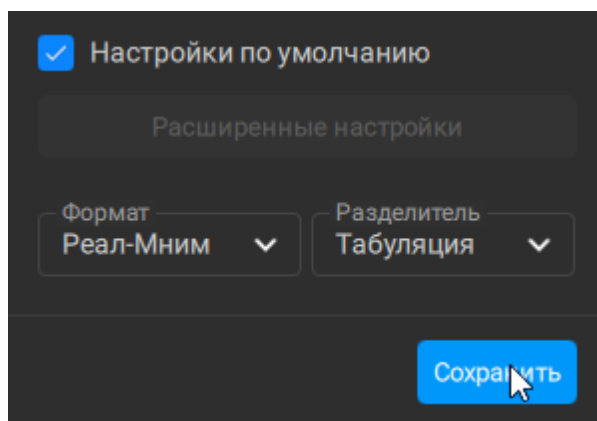 Настройки по умолчанию
Расширенные настройки
Формат
Реал-Мним
Разделитель
Табуляция
Сохранить